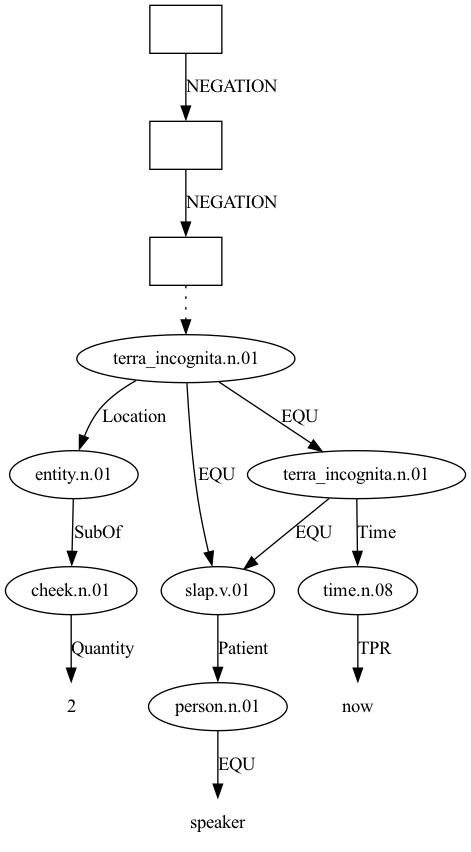 NEGATION
NEGATION
terra_incognita.n.01
Location
EQU
EQU
entity.n.01
terra_incognita.n.01
SubOf
EQU
Time
cheek.n.01
slap.v.01
time.n.08
Quantity
Patient
TPR
2
person.n.01
now
EQU
speaker